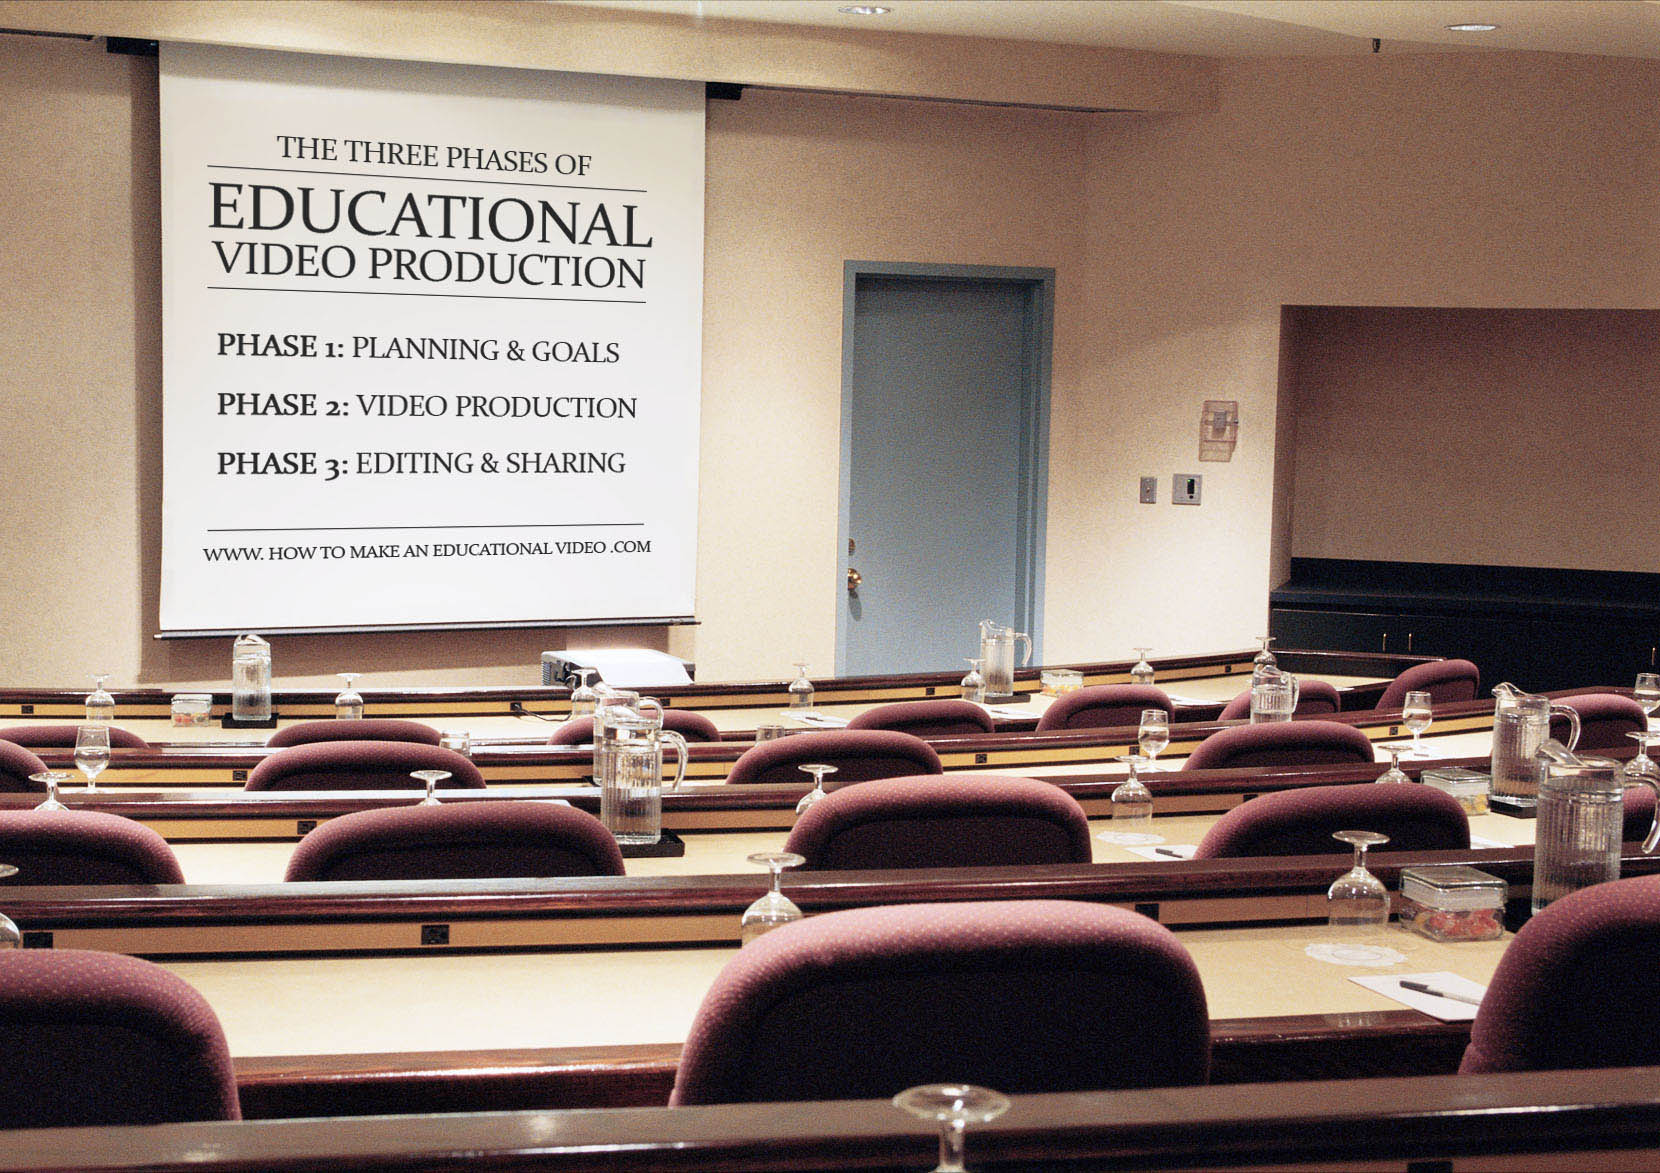 THE THREE PHASES OF
EDUCATIONAL
VIDEO PRODUCTION
PHASE 1: PLANNING & GOALS
PHASE 2: VIDEO PRODUCTION
PHASE 3: EDITING & SHARING
WWW. HOW TO MAKE AN EDUCATIONAL VIDEO .COM